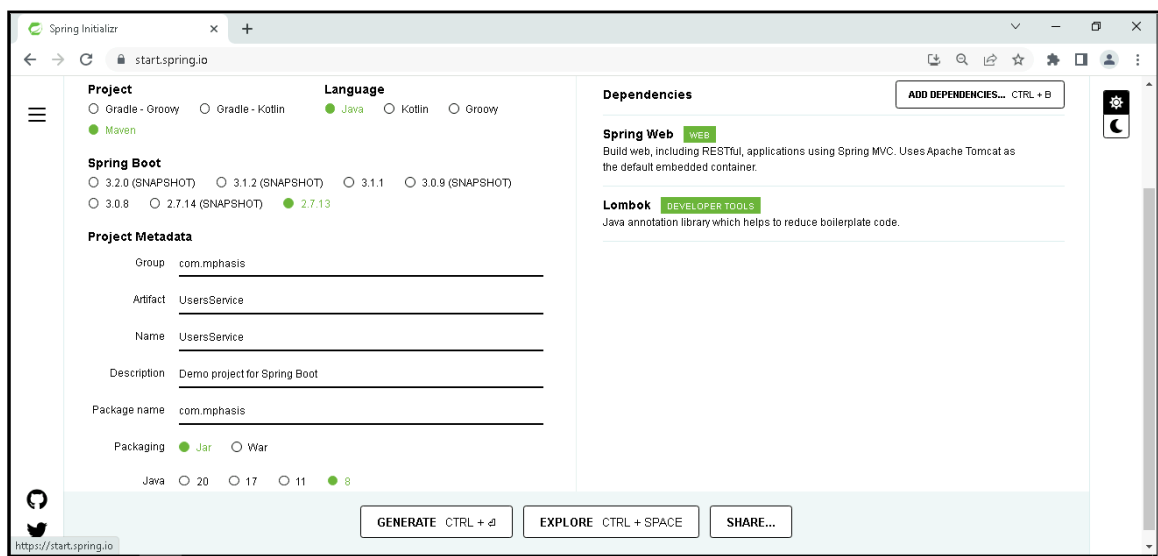 Spring Initializr
start.spring.io
Project
Gradle - Groovy Gradle - Kotlin
Maven
Language
Java Kotlin Groovy
Spring Boot
3.2.0 (SNAPSHOT) 3.1.2 (SNAPSHOT) 3.1.1 3.0.9 (SNAPSHOT)
3.0.8 2.7.14 (SNAPSHOT) 2.7.13
Project Metadata
Group com.mphasis
Artifact UsersService
Name UsersService
Description Demo project for Spring Boot
Package name com.mphasis
Packaging Jar War
Java 20 17 11 8
Dependencies
ADD DEPENDENCIES... CTRL + B
Spring Web WEB
Build web, including RESTful, applications using Spring MVC. Uses Apache Tomcat as
the default embedded container.
Lombok DEVELOPER TOOLS
Java annotation library which helps to reduce boilerplate code.
GENERATE CTRL + ⏎ EXPLORE CTRL + SPACE SHARE...
https://start.spring.io